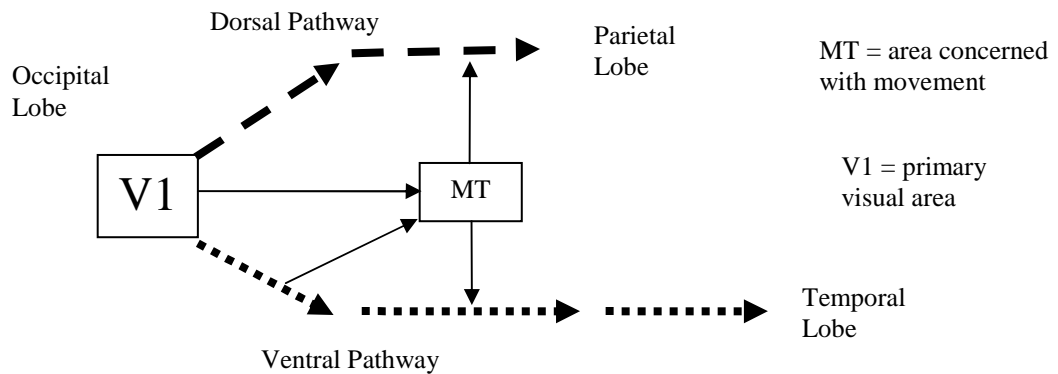 Dorsal Pathway
Parietal
Lobe
MT = area concerned
with movement
Occipital
Lobe
V1
MT
V1 = primary
visual area
Temporal
Lobe
Ventral Pathway